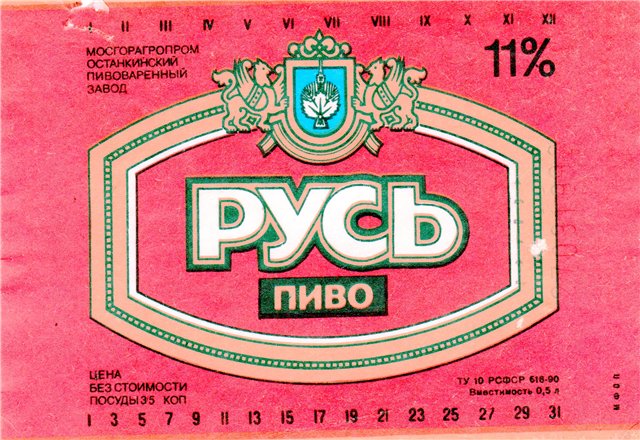 I II III IV V VI VII VIII IX X XI XII
МОСГОРАГРОПРОМ
ОСТАНКИНСКИЙ
ПИВОВАРЕННЫЙ
ЗАВОД
11%
РУСЬ
ПИВО
ЦЕНА
БЕЗ СТОИМОСТИ
ПОСУДЫ 35 КОП
ТУ 10 РСФСР 616-90
Вместимость 0,5 л
1 3 5 7 9 11 13 15 17 19 21 23 25 27 29 31